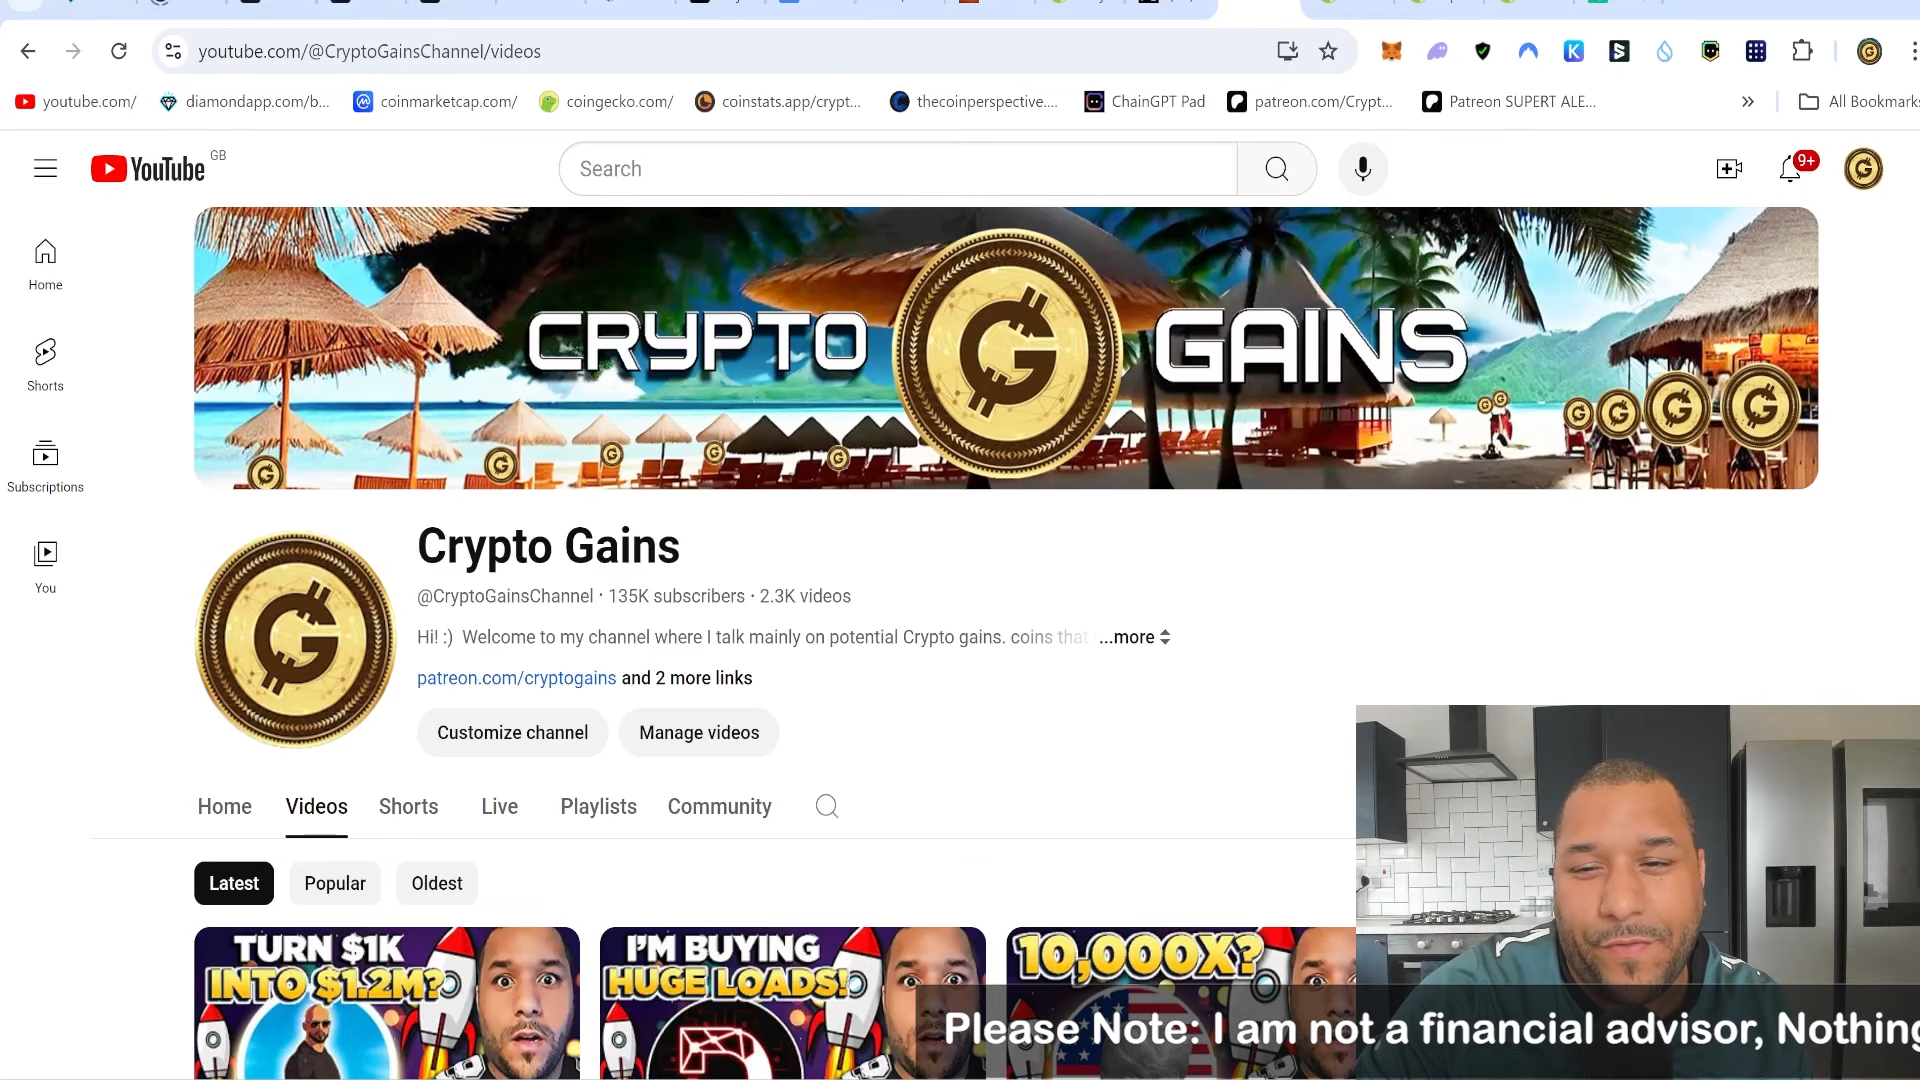 youtube.com/@CryptoGainsChannel/videos
youtube.com/
diamondapp.com/b...
coinmarketcap.com/
coingecko.com/
coinstats.app/crypt...
thecoinperspective....
ChainGPT Pad
patreon.com/Crypt...
Patreon SUPERT ALE...
All Bookmarks
YouTube GB
Search
9+
Home
Shorts
Subscriptions
You
CRYPTO GAINS
Crypto Gains
@CryptoGainsChannel · 135K subscribers · 2.3K videos
Hi! :) Welcome to my channel where I talk mainly on potential Crypto gains. coins that ...more
patreon.com/cryptogains and 2 more links
Customize channel
Manage videos
Home
Videos
Shorts
Live
Playlists
Community
Latest
Popular
Oldest
TURN $1K
INTO $1.2M?
I'M BUYING
HUGE LOADS!
10,000X?
Please Note: I am not a financial advisor, Nothing